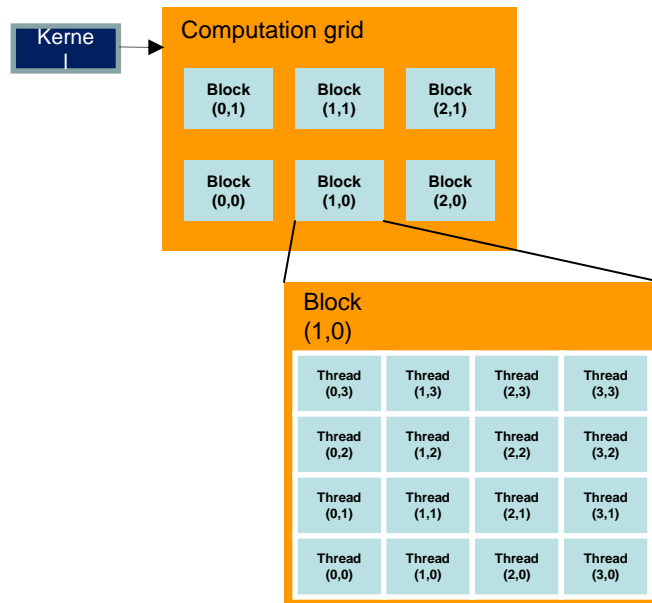 Kerne
l
Computation grid
Block
(0,1)
Block
(1,1)
Block
(2,1)
Block
(0,0)
Block
(1,0)
Block
(2,0)
Block
(1,0)
Thread
(0,3)
Thread
(1,3)
Thread
(2,3)
Thread
(3,3)
Thread
(0,2)
Thread
(1,2)
Thread
(2,2)
Thread
(3,2)
Thread
(0,1)
Thread
(1,1)
Thread
(2,1)
Thread
(3,1)
Thread
(0,0)
Thread
(1,0)
Thread
(2,0)
Thread
(3,0)